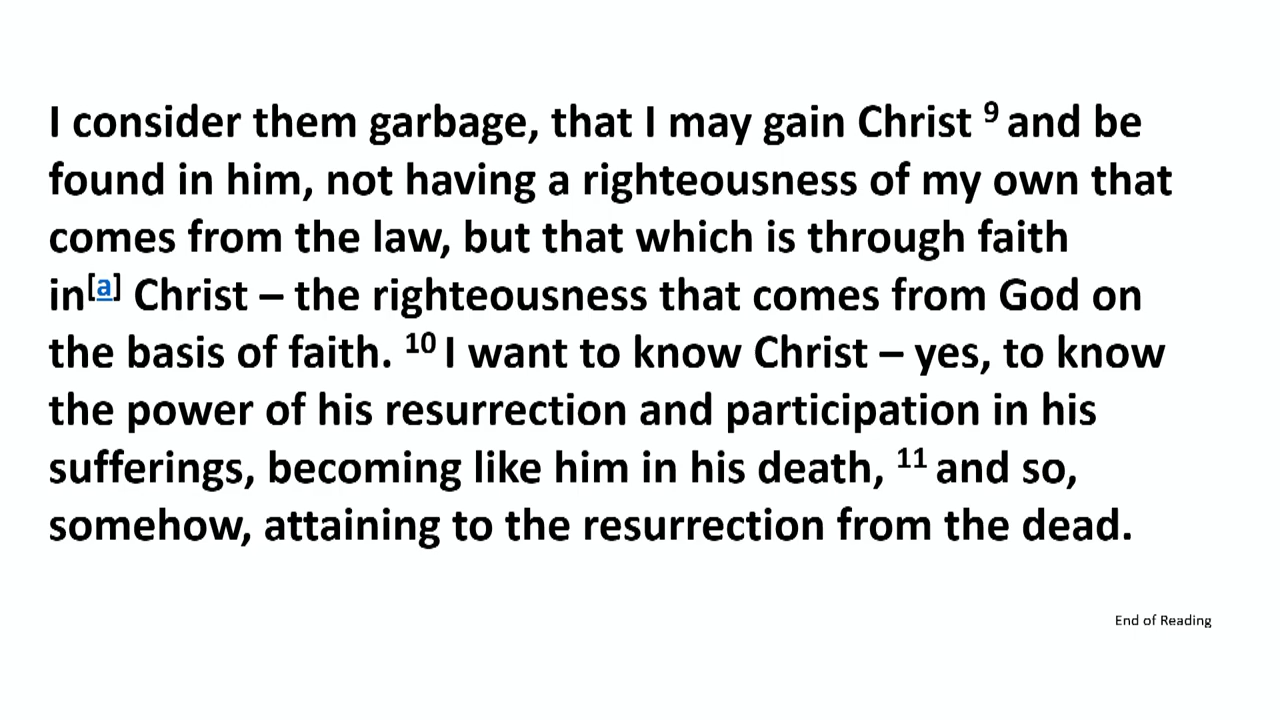 I consider them garbage, that I may gain Christ 9 and be
found in him, not having a righteousness of my own that
comes from the law, but that which is through faith
in[a] Christ – the righteousness that comes from God on
the basis of faith. 10 I want to know Christ – yes, to know
the power of his resurrection and participation in his
sufferings, becoming like him in his death, 11 and so,
somehow, attaining to the resurrection from the dead.
End of Reading